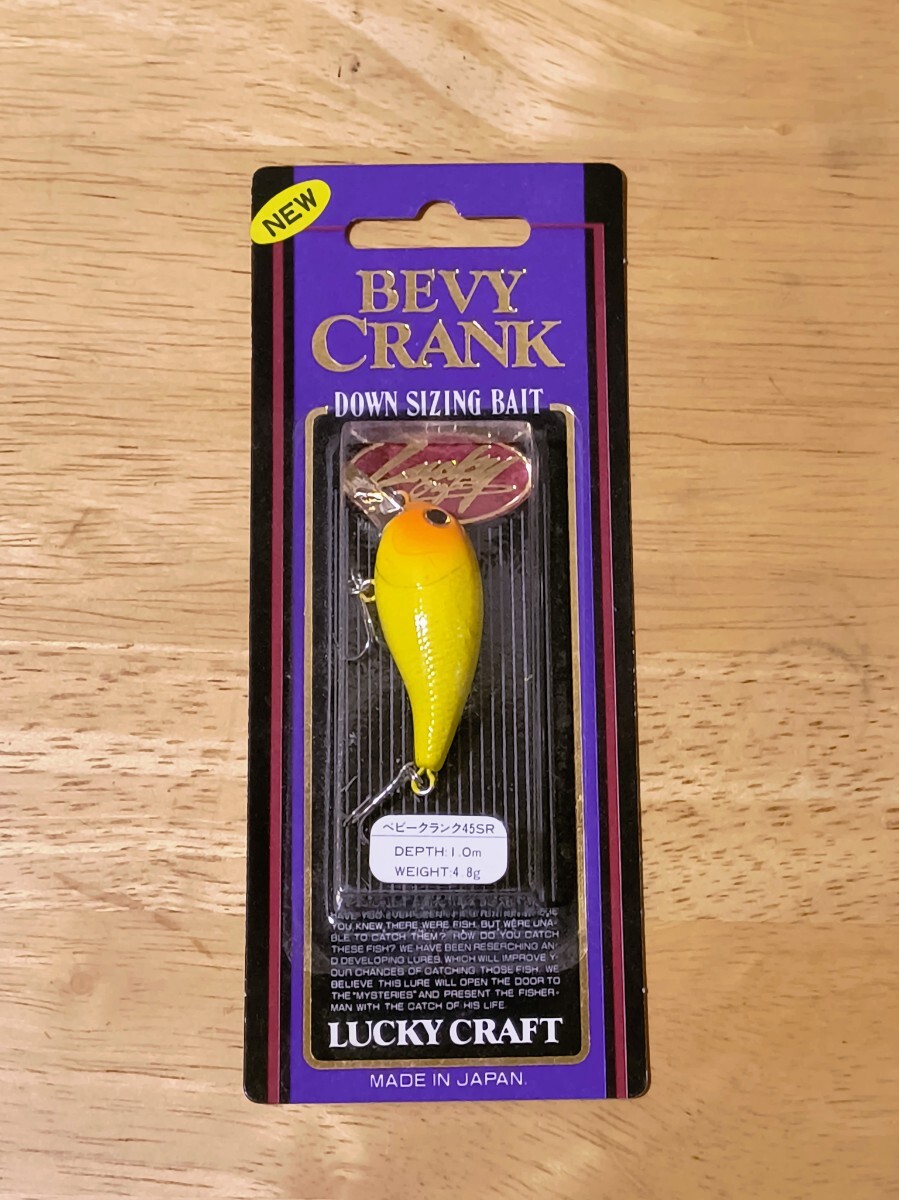 NEW
BEVY
CRANK
DOWN SIZING BAIT
Lucky
ベビークランク45SR
DEPTH:1.0m
WEIGHT:4.8g
HAVE YOU EVER
YOU KNEW THERE WERE FISH, BUT WERE UNA-
BLE TO CATCH THEM? HOW DO YOU CATCH
THESE FISH? WE HAVE BEEN RESERCHING AN-
D DEVELOPING LURES, WHICH WILL IMPROVE Y-
OUR CHANCES OF CATCHING THOSE FISH. WE
BELIEVE THIS LURE WILL OPEN THE DOOR TO
THE "MYSTERIES" AND PRESENT THE FISHER-
MAN WITH THE CATCH OF HIS LIFE.
LUCKY CRAFT
MADE IN JAPAN.